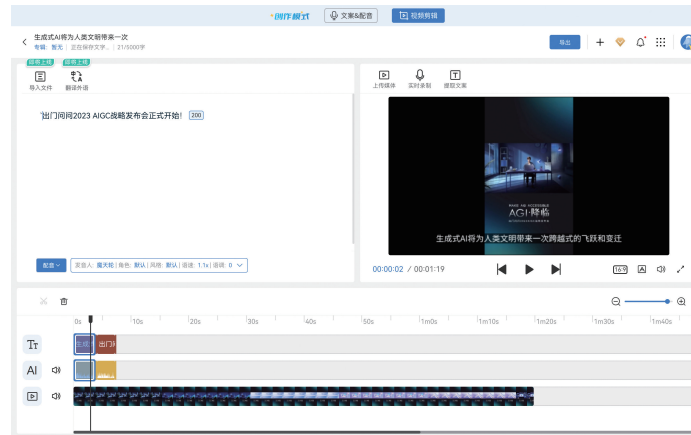 创作模式
文案&配音
视频剪辑
生成式AI将为人类文明带来一次
专辑: 暂无 | 正在保存文字... | 21/5000字
导出
即将上线
即将上线
导入文件
翻译外语
出门问问2023 AIGC战略发布会正式开始! 200
配音
发音人: 魔天轮 | 角色: 默认 | 风格: 默认 | 语速: 1.1x | 语调: 0
上传媒体
实时录制
提取文案
AGI·降临
生成式AI将为人类文明带来一次跨越式的飞跃和变迁
00:00:02 / 00:01:19
16:9
0s
10s
20s
30s
40s
50s
1m0s
1m10s
1m20s
1m30s
1m40s
TT
生成
出门
AI